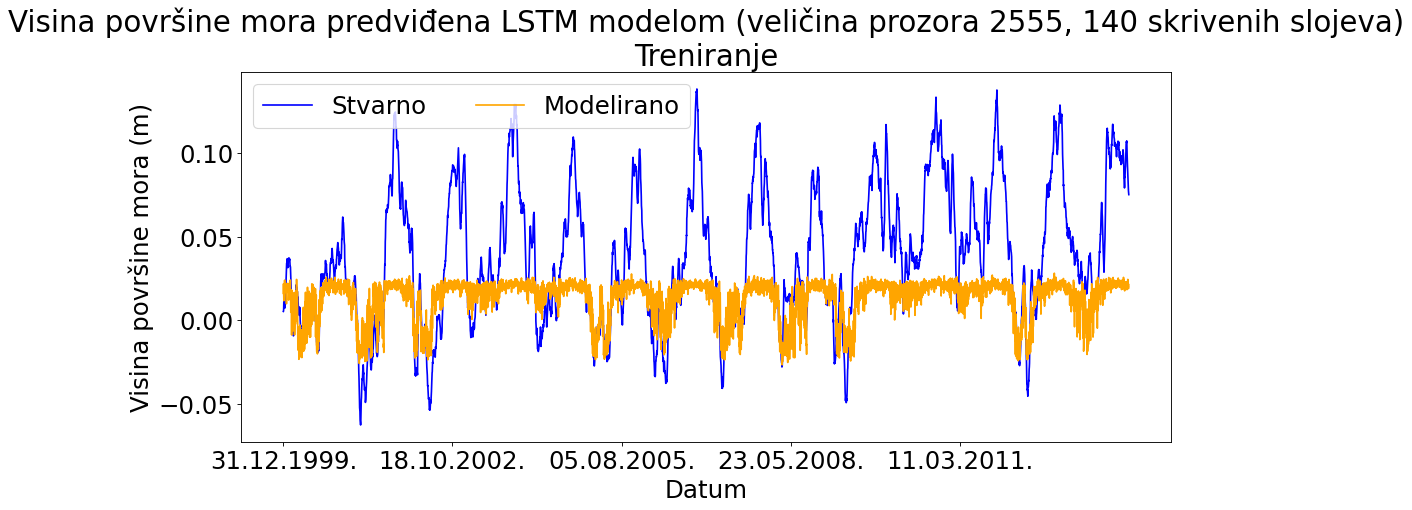 Visina površine mora predviđena LSTM modelom (veličina prozora 2555, 140 skrivenih slojeva)
Treniranje
Stvarno Modelirano
Visina površine mora (m)
0.10
0.05
0.00
−0.05
31.12.1999. 18.10.2002. 05.08.2005. 23.05.2008. 11.03.2011.
Datum